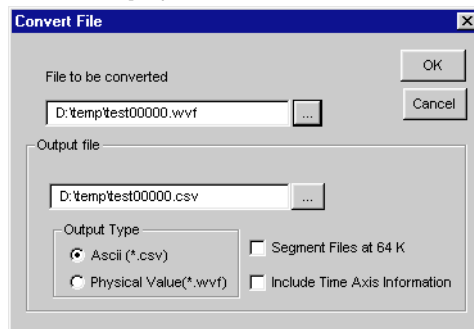 Convert File
OK
File to be converted
Cancel
D:\temp\test00000.wvf
...
Output file
D:\temp\test00000.csv
...
Output Type
Ascii (*.csv)
Physical Value(*.wvf)
Segment Files at 64 K
Include Time Axis Information